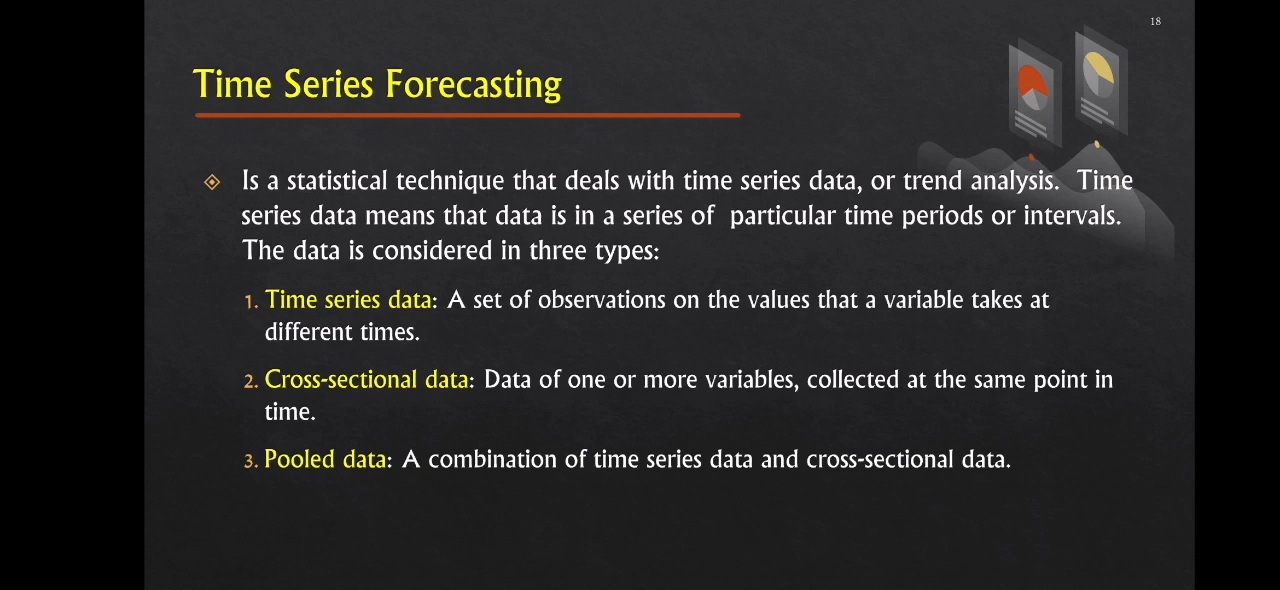 18
Time Series Forecasting
Is a statistical technique that deals with time series data, or trend analysis.  Time
series data means that data is in a series of  particular time periods or intervals.
The data is considered in three types:
1. Time series data: A set of observations on the values that a variable takes at
different times.
2. Cross-sectional data: Data of one or more variables, collected at the same point in
time.
3. Pooled data: A combination of time series data and cross-sectional data.